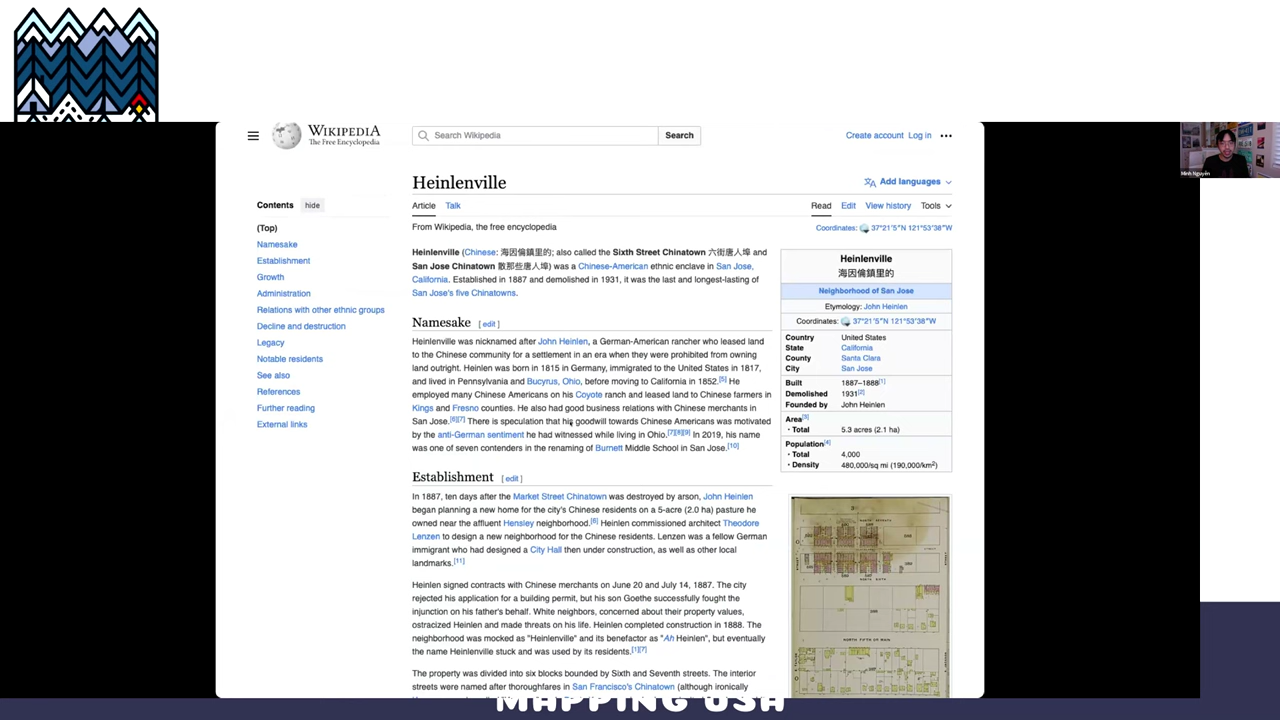 WIKIPEDIA
The Free Encyclopedia
Search Wikipedia
Search
Create account Log in
Minh Nguyễn
Heinlenville
Add languages
Contents hide
(Top)
Namesake
Establishment
Growth
Administration
Relations with other ethnic groups
Decline and destruction
Legacy
Notable residents
See also
References
Further reading
External links
Article Talk
Read Edit View history Tools
From Wikipedia, the free encyclopedia
Coordinates: 37°21′5″N 121°53′38″W
Heinlenville (Chinese: 海因倫鎮里的; also called the Sixth Street Chinatown 六街唐人埠 and
San Jose Chinatown 散那些唐人埠) was a Chinese-American ethnic enclave in San Jose,
California. Established in 1887 and demolished in 1931, it was the last and longest-lasting of
San Jose's five Chinatowns.
Namesake [ edit ]
Heinlenville was nicknamed after John Heinlen, a German-American rancher who leased land
to the Chinese community for a settlement in an era when they were prohibited from owning
land outright. Heinlen was born in 1815 in Germany, immigrated to the United States in 1817,
and lived in Pennsylvania and Bucyrus, Ohio, before moving to California in 1852.[5] He
employed many Chinese Americans on his Coyote ranch and leased land to Chinese farmers in
Kings and Fresno counties. He also had good business relations with Chinese merchants in
San Jose.[6][7] There is speculation that his goodwill towards Chinese Americans was motivated
by the anti-German sentiment he had witnessed while living in Ohio.[7][8][9] In 2019, his name
was one of seven contenders in the renaming of Burnett Middle School in San Jose.[10]
Establishment [ edit ]
In 1887, ten days after the Market Street Chinatown was destroyed by arson, John Heinlen
began planning a new home for the city's Chinese residents on a 5-acre (2.0 ha) pasture he
owned near the affluent Hensley neighborhood.[6] Heinlen commissioned architect Theodore
Lenzen to design a new neighborhood for the Chinese residents. Lenzen was a fellow German
immigrant who had designed a City Hall then under construction, as well as other local
landmarks.[11]
Heinlen signed contracts with Chinese merchants on June 20 and July 14, 1887. The city
rejected his application for a building permit, but his son Goethe successfully fought the
injunction on his father's behalf. White neighbors, concerned about their property values,
ostracized Heinlen and made threats on his life. Heinlen completed construction in 1888. The
neighborhood was mocked as "Heinlenville" and its benefactor as "Ah Heinlen", but eventually
the name Heinlenville stuck and was used by its residents.[1][7]
The property was divided into six blocks bounded by Sixth and Seventh streets. The interior
streets were named after thoroughfares in San Francisco's Chinatown (although ironically
Heinlenville
海因倫鎮里的
Neighborhood of San Jose
Etymology: John Heinlen
Coordinates: 37°21′5″N 121°53′38″W
Country United States
State California
County Santa Clara
City San Jose
Built 1887–1888[1]
Demolished 1931[2]
Founded by John Heinlen
Area[3]
• Total 5.3 acres (2.1 ha)
Population[4]
• Total 4,000
• Density 480,000/sq mi (190,000/km2)
MAPPING USA